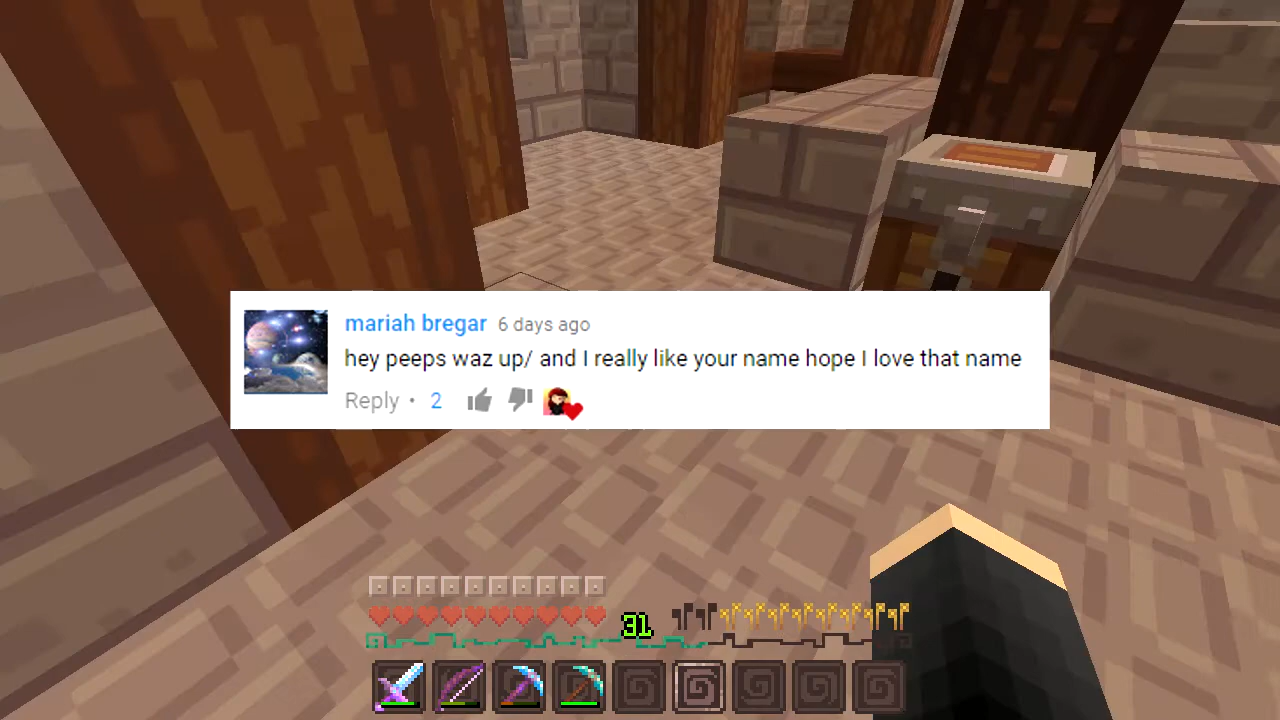 mariah bregar 6 days ago
hey peeps waz up/ and I really like your name hope I love that name
Reply • 2
31